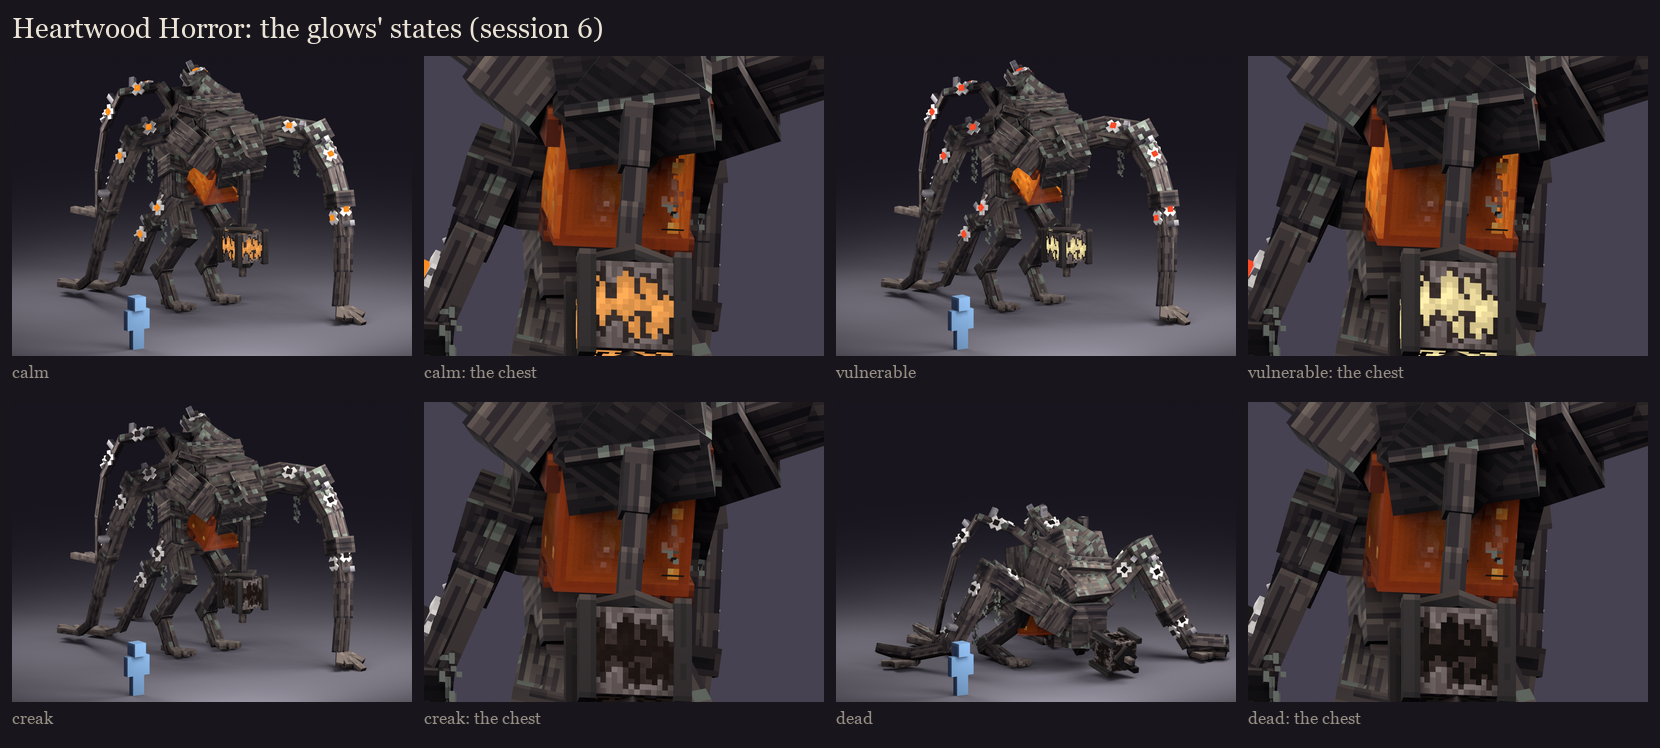 Heartwood Horror: the glows' states (session 6)
calm
calm: the chest
vulnerable
vulnerable: the chest
creak
creak: the chest
dead
dead: the chest